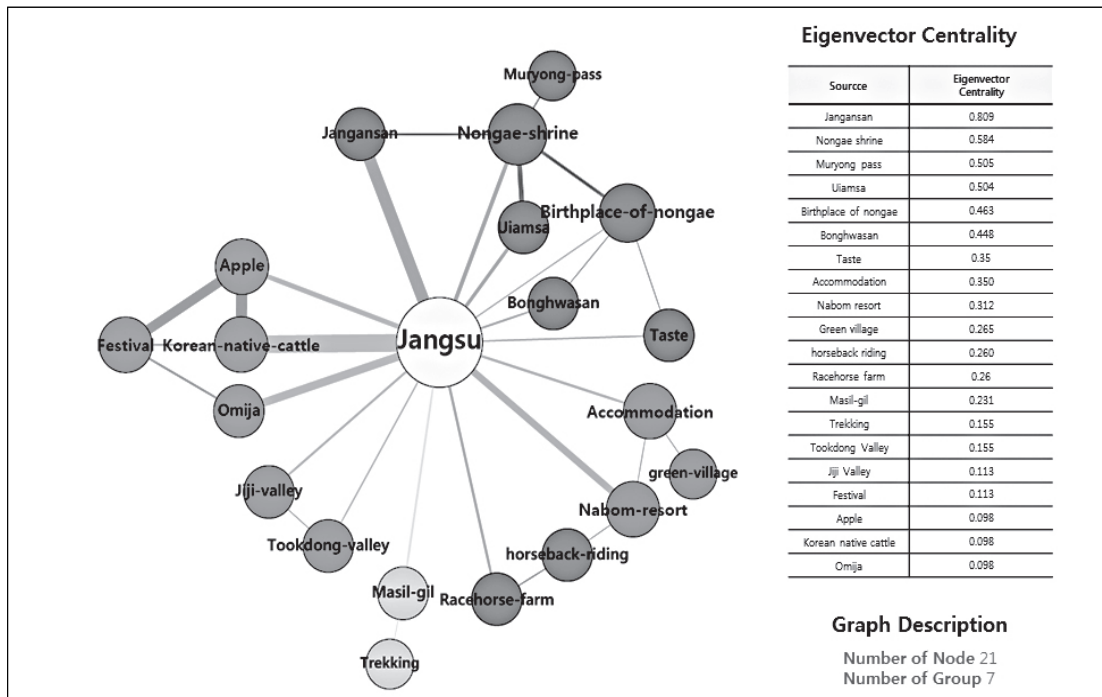 Eigenvector Centrality
Muryong-pass
Jangansan
Nongae-shrine
Birthplace-of-nongae
Uiamsa
Apple
Bonghwasan
Festival
Korean-native-cattle
Jangsu
Taste
Omija
Accommodation
green-village
Jiji-valley
Nabom-resort
Tookdong-valley
horseback-riding
Masil-gil
Racehorse-farm
Trekking
Sourcce Eigenvector Centrality
Jangansan 0.809
Nongae shrine 0.584
Muryong pass 0.505
Uiamsa 0.504
Birthplace of nongae 0.463
Bonghwasan 0.448
Taste 0.35
Accommodation 0.350
Nabom resort 0.312
Green village 0.265
horseback riding 0.260
Racehorse farm 0.26
Masil-gil 0.231
Trekking 0.155
Tookdong Valley 0.155
Jiji Valley 0.113
Festival 0.113
Apple 0.098
Korean native cattle 0.098
Omija 0.098
Graph Description
Number of Node 21
Number of Group 7